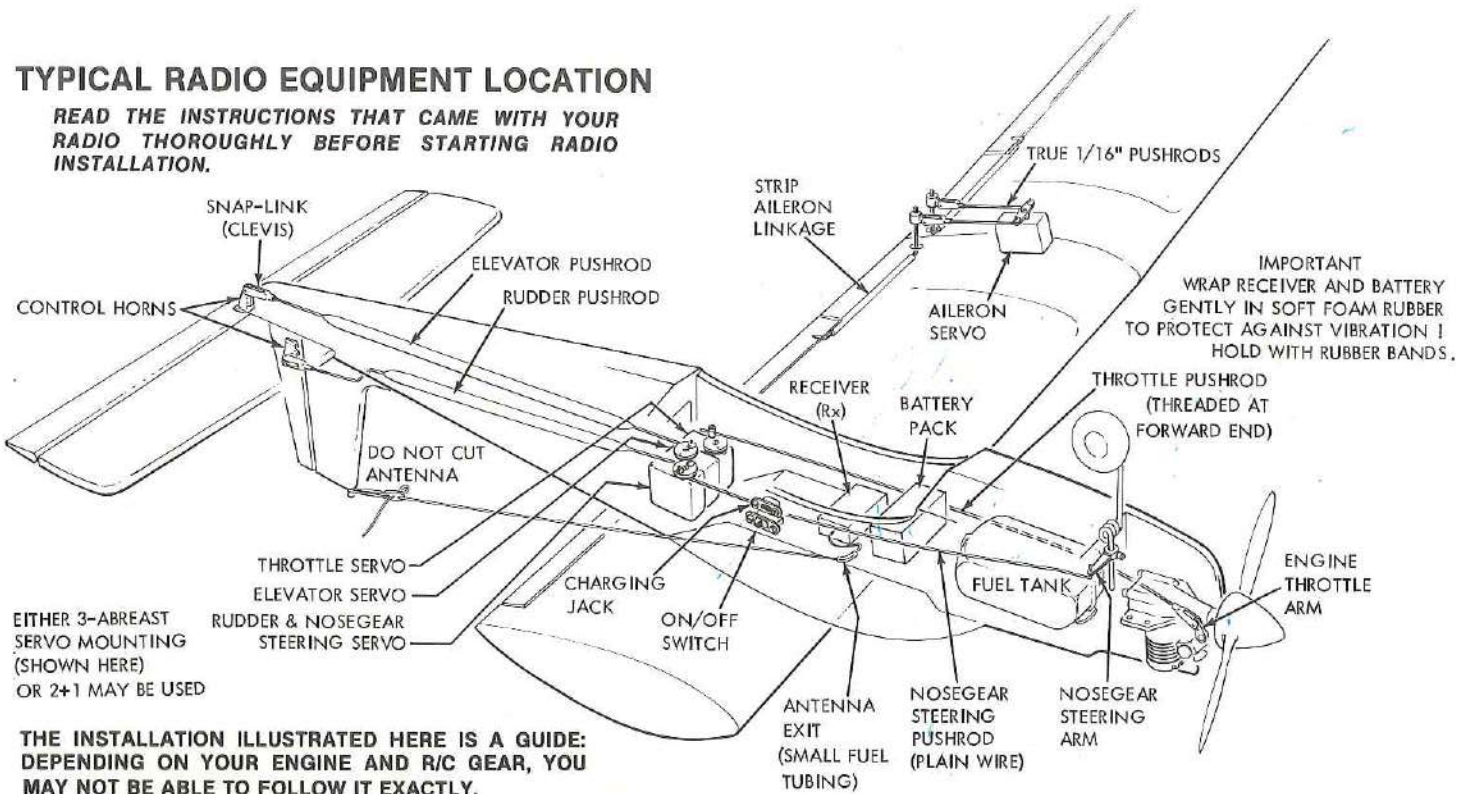 TYPICAL RADIO EQUIPMENT LOCATION
READ THE INSTRUCTIONS THAT CAME WITH YOUR
RADIO THOROUGHLY BEFORE STARTING RADIO
INSTALLATION.
SNAP-LINK
(CLEVIS)
CONTROL HORNS
ELEVATOR PUSHROD
RUDDER PUSHROD
STRIP
AILERON
LINKAGE
TRUE 1/16" PUSHRODS
AILERON
SERVO
IMPORTANT
WRAP RECEIVER AND BATTERY
GENTLY IN SOFT FOAM RUBBER
TO PROTECT AGAINST VIBRATION !
HOLD WITH RUBBER BANDS.
RECEIVER
(Rx)
BATTERY
PACK
THROTTLE PUSHROD
(THREADED AT
FORWARD END)
DO NOT CUT
ANTENNA
THROTTLE SERVO
ELEVATOR SERVO
RUDDER & NOSEGEAR
STEERING SERVO
CHARGING
JACK
ON/OFF
SWITCH
FUEL TANK
ENGINE
THROTTLE
ARM
EITHER 3-ABREAST
SERVO MOUNTING
(SHOWN HERE)
OR 2+1 MAY BE USED
ANTENNA
EXIT
(SMALL FUEL
TUBING)
NOSEGEAR
STEERING
PUSHROD
(PLAIN WIRE)
NOSEGEAR
STEERING
ARM
THE INSTALLATION ILLUSTRATED HERE IS A GUIDE:
DEPENDING ON YOUR ENGINE AND R/C GEAR, YOU
MAY NOT BE ABLE TO FOLLOW IT EXACTLY.